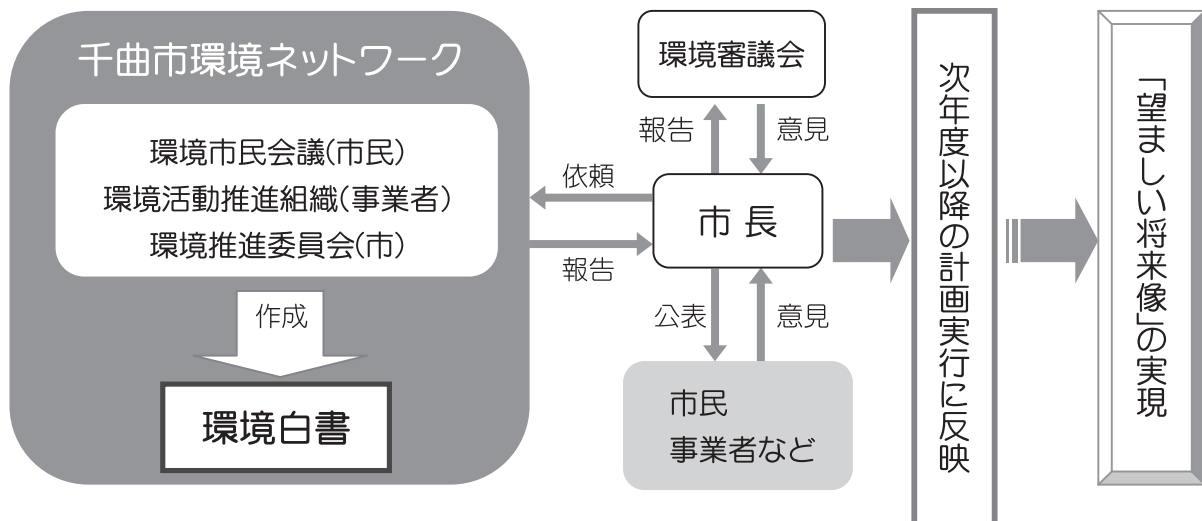 千曲市環境ネットワーク
環境市民会議(市民)
環境活動推進組織(事業者)
環境推進委員会(市)
作成
環境白書
依頼
報告
環境審議会
報告
意見
市長
公表
意見
市民
事業者など
次年度以降の計画実行に反映
「望ましい将来像」の実現